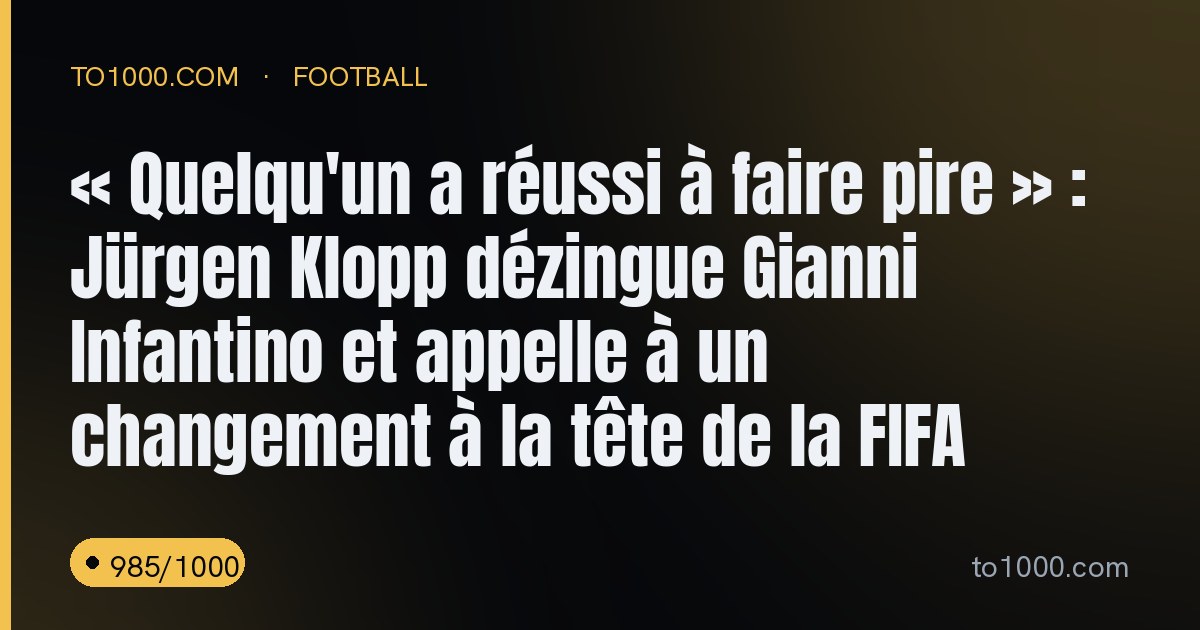 TO1000.COM · FOOTBALL
« Quelqu'un a réussi à faire pire » :
Jürgen Klopp dézingue Gianni
Infantino et appelle à un
changement à la tête de la FIFA
985/1000
to1000.com